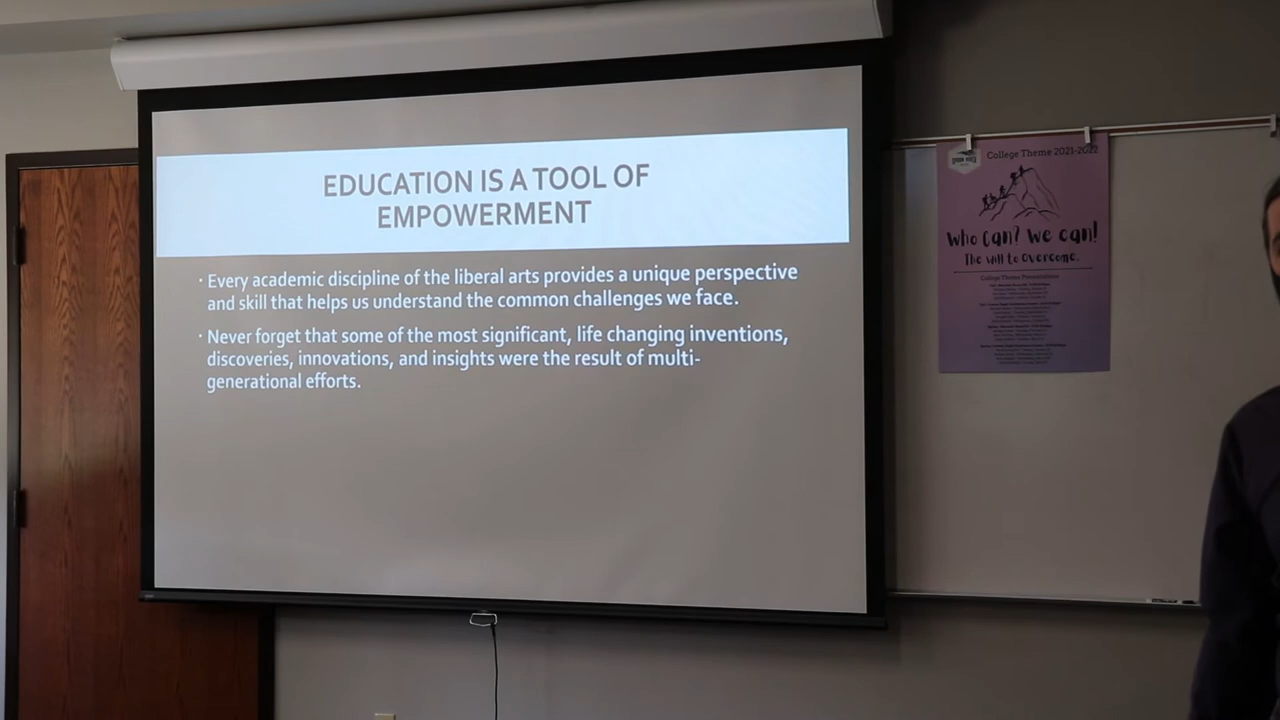 EDUCATION IS A TOOL OF
EMPOWERMENT
· Every academic discipline of the liberal arts provides a unique perspective
and skill that helps us understand the common challenges we face.
· Never forget that some of the most significant, life changing inventions,
discoveries, innovations, and insights were the result of multi-
generational efforts.
College Theme 2021-2022
Who Can? We Can!
The Will to Overcome.
College Theme Presentations